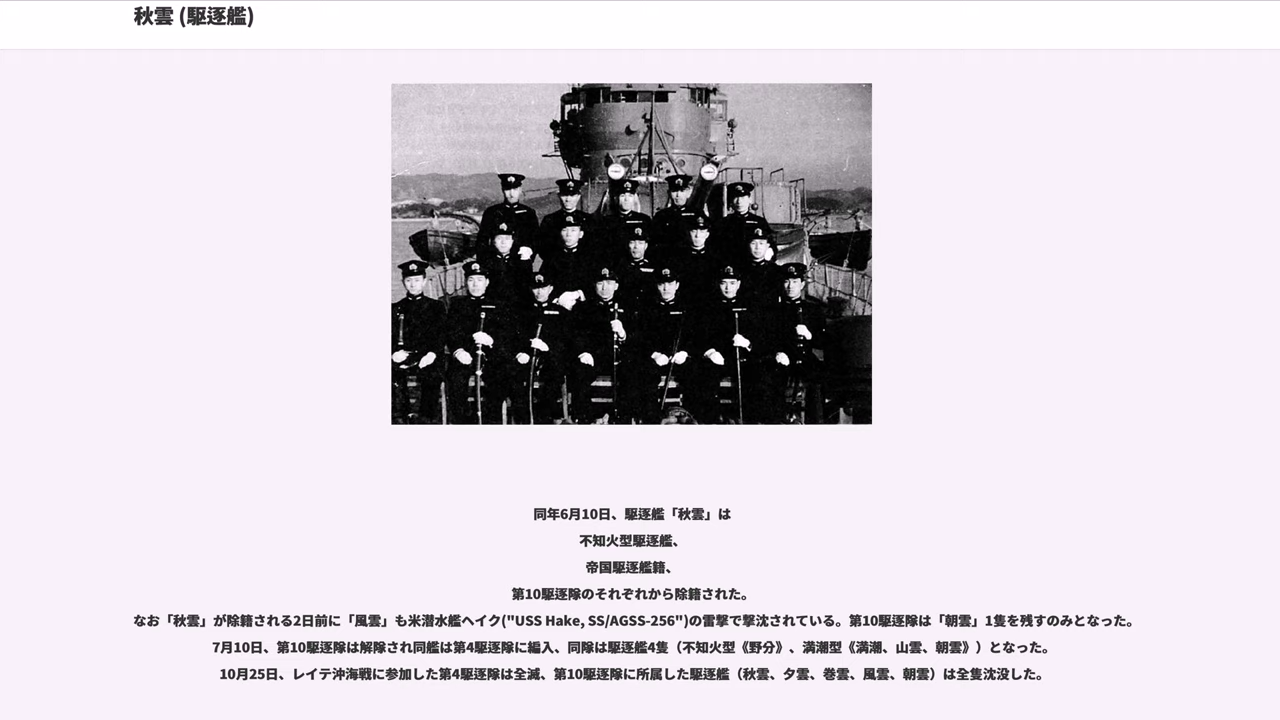 秋雲 (駆逐艦)
同年6月10日、駆逐艦「秋雲」は
不知火型駆逐艦、
帝国駆逐艦籍、
第10駆逐隊のそれぞれから除籍された。
なお「秋雲」が除籍される2日前に「風雲」も米潜水艦ヘイク("USS Hake, SS/AGSS-256")の雷撃で撃沈されている。第10駆逐隊は「朝雲」1隻を残すのみとなった。
7月10日、第10駆逐隊は解除され同艦は第4駆逐隊に編入、同隊は駆逐艦4隻（不知火型《野分》、満潮型《満潮、山雲、朝雲》）となった。
10月25日、レイテ沖海戦に参加した第4駆逐隊は全滅、第10駆逐隊に所属した駆逐艦（秋雲、夕雲、巻雲、風雲、朝雲）は全隻沈没した。